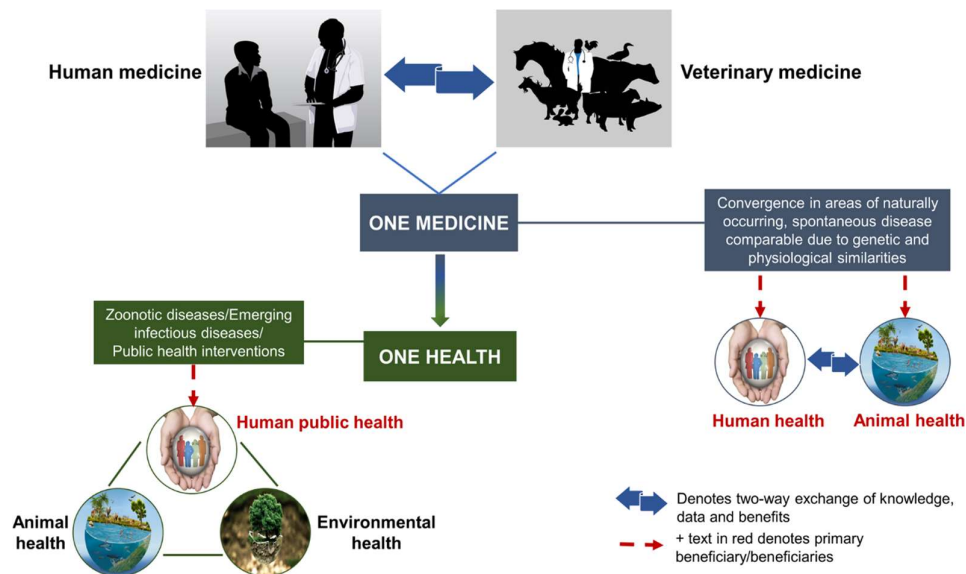 Human medicine
Veterinary medicine
ONE MEDICINE
Convergence in areas of naturally
occurring, spontaneous disease
comparable due to genetic and
physiological similarities
Zoonotic diseases/Emerging
infectious diseases/
Public health interventions
ONE HEALTH
Human public health
Human health
Animal health
Animal
health
Environmental
health
Denotes two-way exchange of knowledge,
data and benefits
+ text in red denotes primary
beneficiary/beneficiaries